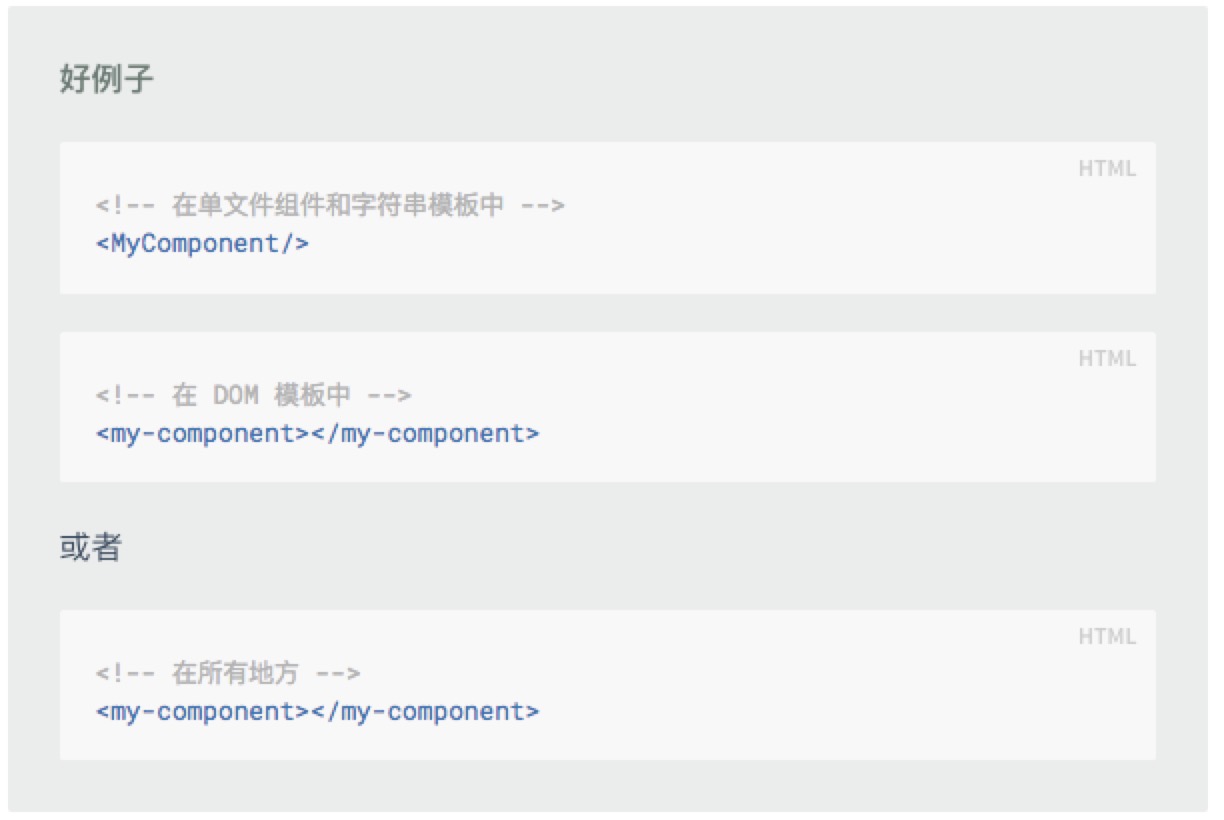 好例子
HTML
<!-- 在单文件组件和字符串模板中 -->
<MyComponent/>
HTML
<!-- 在 DOM 模板中 -->
<my-component></my-component>
或者
HTML
<!-- 在所有地方 -->
<my-component></my-component>